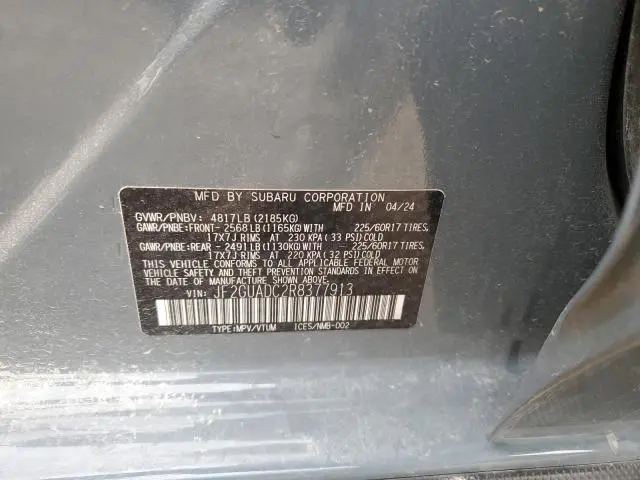 MFD BY SUBARU CORPORATION
MFD IN 04/24
GVWR/PNBV: 4817LB(2185KG)
GAWR/PNBE:FRONT-2568LB(1165KG)WITH 225/60R17 TIRES,
17X7J RIMS AT 230 KPA(33 PSI)COLD
GAWR/PNBE:REAR -2491LB(1130KG)WITH 225/60R17 TIRES,
17X7J RIMS AT 220 KPA(32 PSI)COLD
THIS VEHICLE CONFORMS TO ALL APPLICABLE FEDERAL MOTOR
VEHICLE SAFETY AND THEFT PREVENTION STANDARDS IN EFFECT
ON THE DATE OF MANUFACTURE SHOWN ABOVE.
VIN: JF2GUADC2R8377913
TYPE:MPV/VTUM ICES/NMB-002